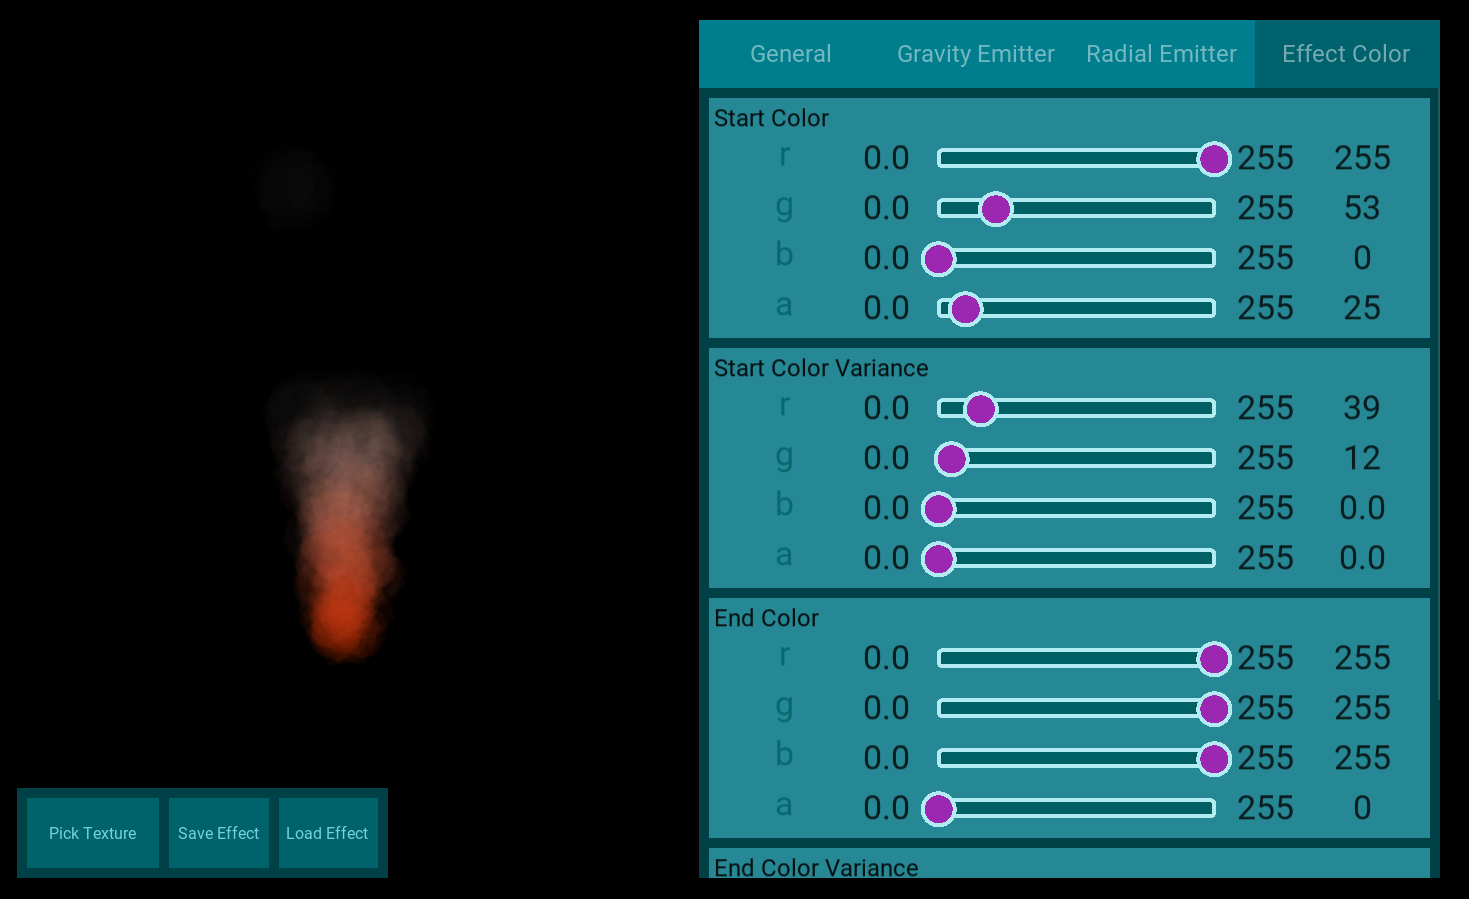 General Gravity Emitter Radial Emitter Effect Color
Start Color
r 0.0 255 255
g 0.0 255 53
b 0.0 255 0
a 0.0 255 25
Start Color Variance
r 0.0 255 39
g 0.0 255 12
b 0.0 255 0.0
a 0.0 255 0.0
End Color
r 0.0 255 255
g 0.0 255 255
b 0.0 255 255
a 0.0 255 0
End Color Variance
Pick Texture Save Effect Load Effect